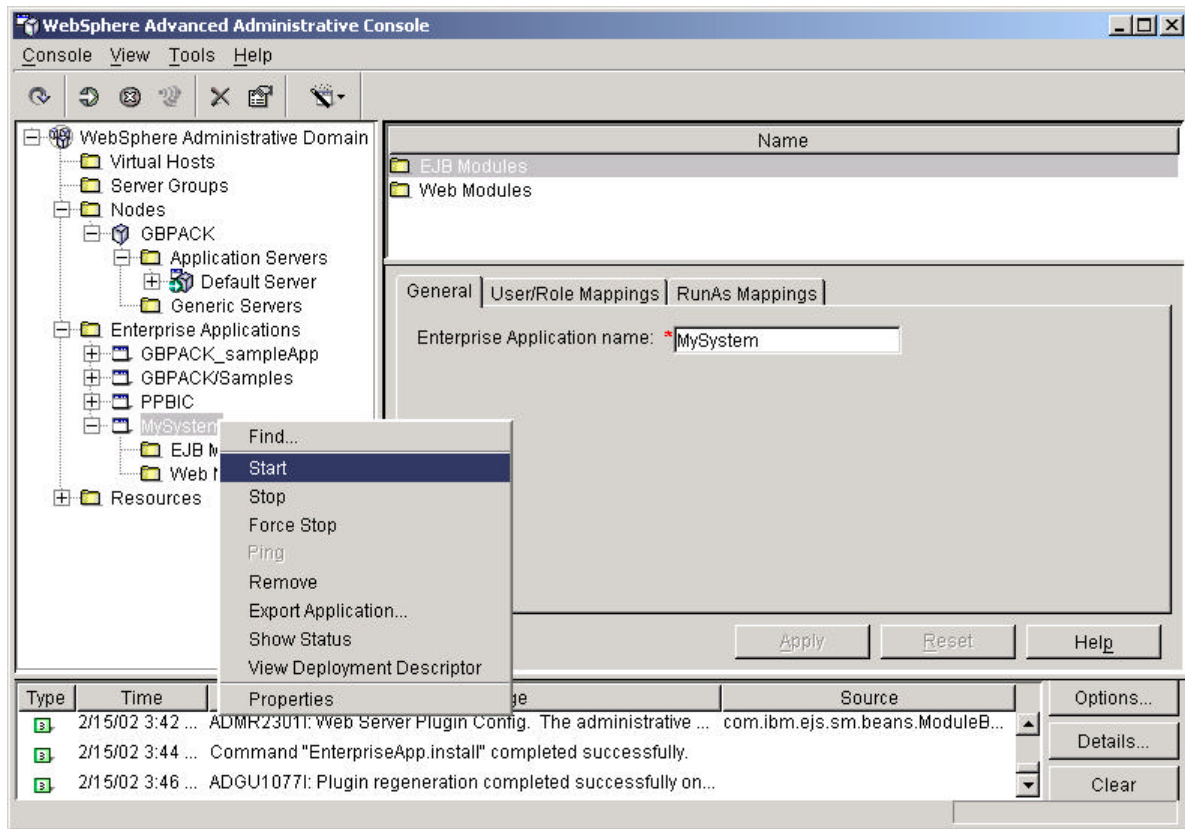 WebSphere Advanced Administrative Console
Console View Tools Help
WebSphere Administrative Domain
Virtual Hosts
Server Groups
Nodes
GBPACK
Application Servers
Default Server
Generic Servers
Enterprise Applications
GBPACK_sampleApp
GBPACK/Samples
PPBIC
MySystem
EJB
Web
Resources
Find...
Start
Stop
Force Stop
Ping
Remove
Export Application...
Show Status
View Deployment Descriptor
Properties
Name
EJB Modules
Web Modules
General User/Role Mappings RunAs Mappings
Enterprise Application name: *MySystem
Apply Reset Help
Type Time Source
2/15/02 3:42 ... ADMR2301I: Web Server Plugin Config. The administrative ... com.ibm.ejs.sm.beans.ModuleB...
2/15/02 3:44 ... Command "EnterpriseApp.install" completed successfully.
2/15/02 3:46 ... ADGU1077I: Plugin regeneration completed successfully on...
Options...
Details...
Clear